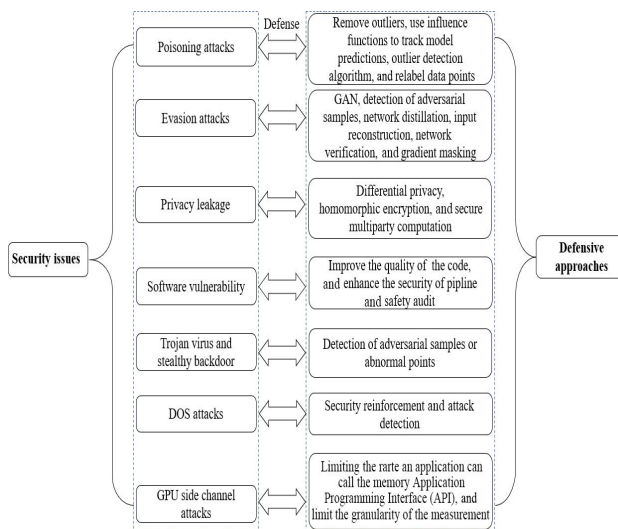 Defense
Poisoning attacks
Remove outliers, use influence
functions to track model
predictions, outlier detection
algorithm, and relabel data points
Evasion attacks
GAN, detection of adversarial
samples, network distillation, input
reconstruction, network
verification, and gradient masking
Privacy leakage
Differential privacy,
homomorphic encryption, and secure
multiparty computation
Security issues
Defensive
approaches
Software vulnerability
Improve the quality of the code,
and enhance the security of pipline
and safety audit
Trojan virus and
stealthy backdoor
Detection of adversarial samples or
abnormal points
DOS attacks
Security reinforcement and attack
detection
GPU side channel
attacks
Limiting the rarte an application can
call the memory Application
Programming Interface (API), and
limit the granularity of the measurement